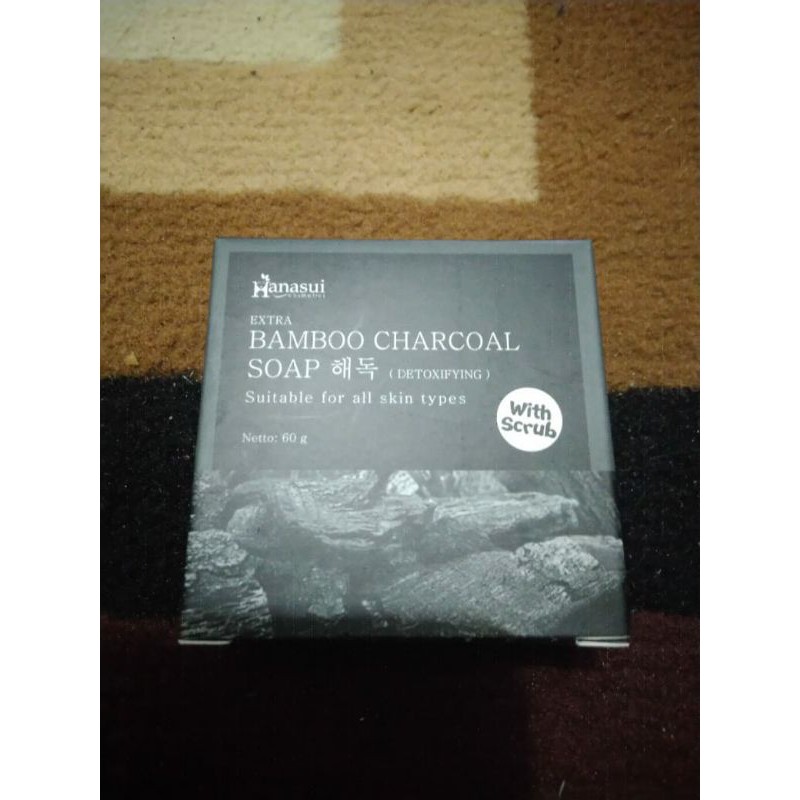 Hanasui
EXTRA
BAMBOO CHARCOAL
SOAP 해독 ( DETOXIFYING )
Suitable for all skin types
With
Scrub
Netto: 60 g